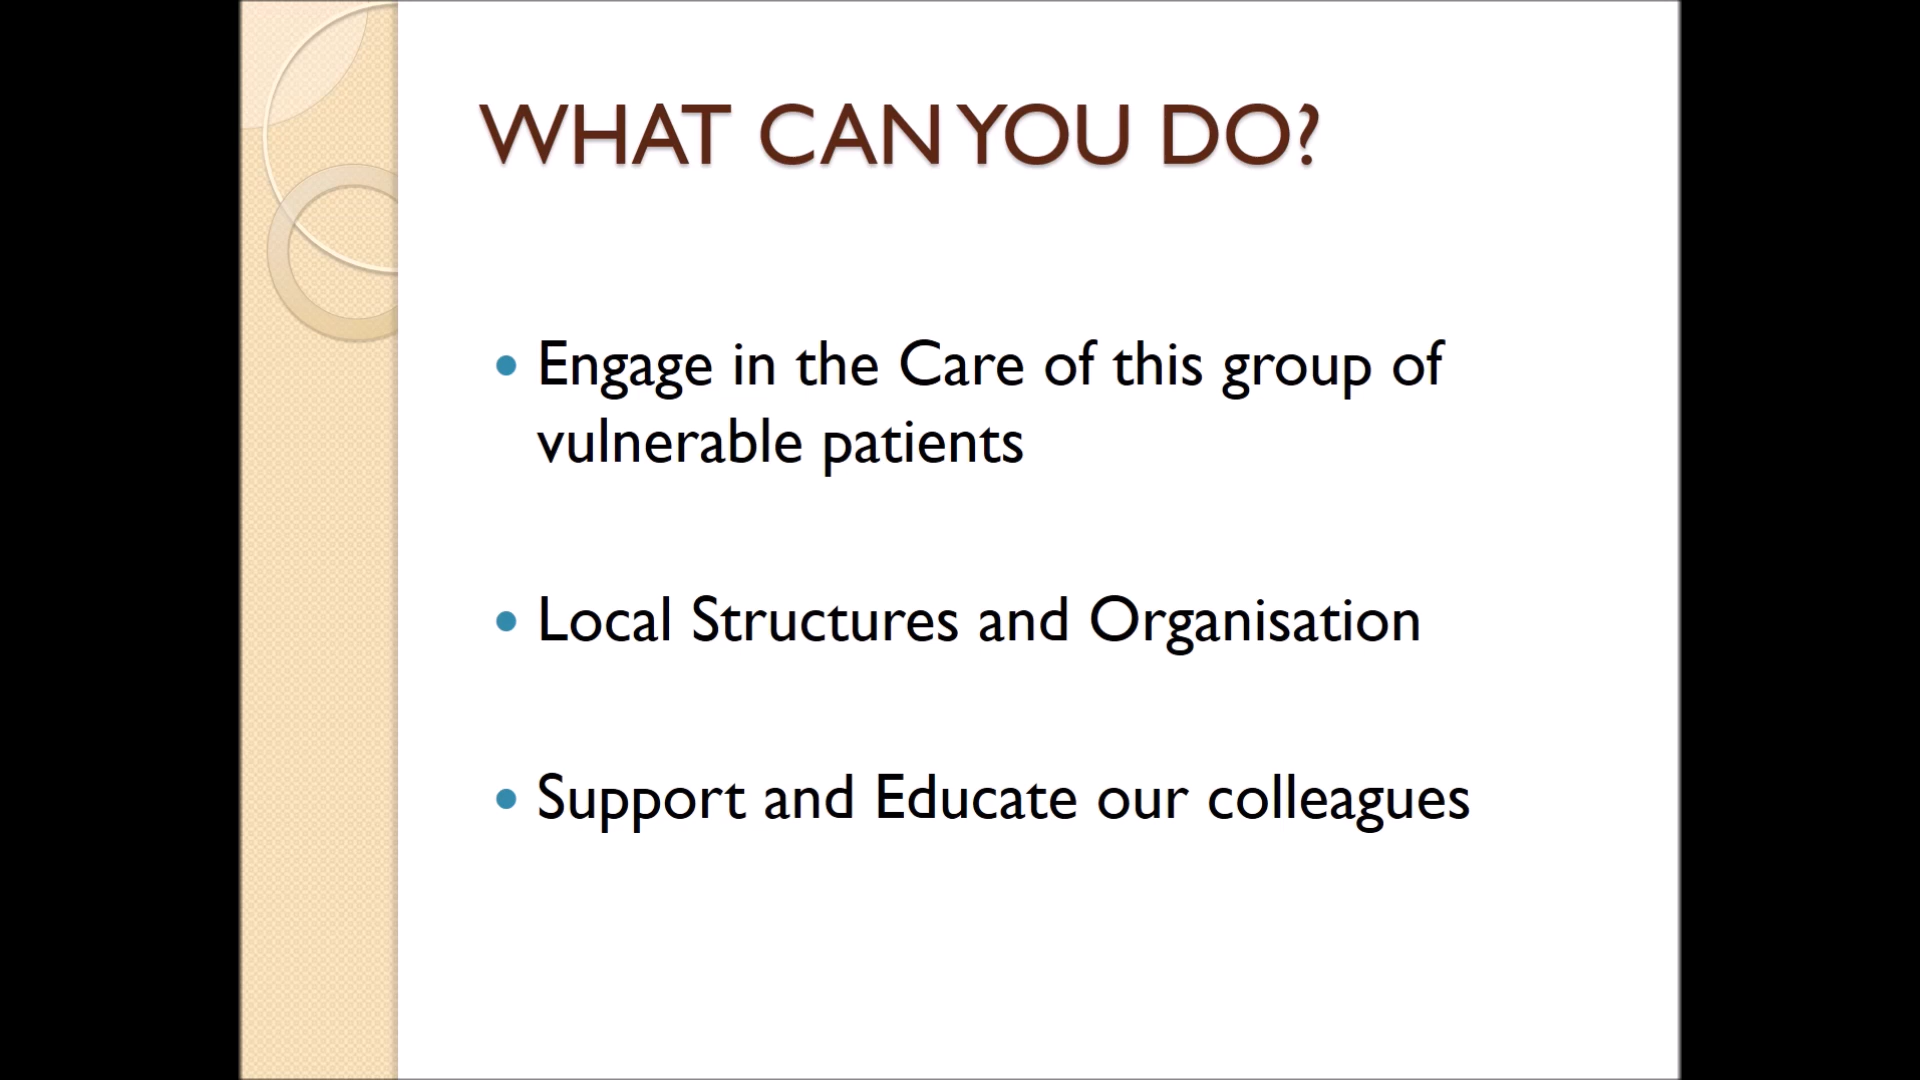 WHAT CAN YOU DO?
• Engage in the Care of this group of
vulnerable patients
• Local Structures and Organisation
• Support and Educate our colleagues